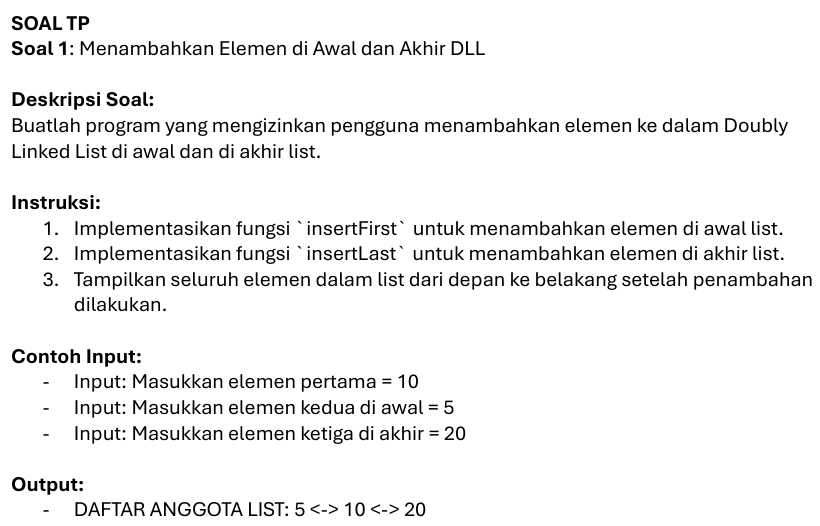 SOAL TP
Soal 1: Menambahkan Elemen di Awal dan Akhir DLL
Deskripsi Soal:
Buatlah program yang mengizinkan pengguna menambahkan elemen ke dalam Doubly
Linked List di awal dan di akhir list.
Instruksi:
1. Implementasikan fungsi `insertFirst` untuk menambahkan elemen di awal list.
2. Implementasikan fungsi `insertLast` untuk menambahkan elemen di akhir list.
3. Tampilkan seluruh elemen dalam list dari depan ke belakang setelah penambahan
dilakukan.
Contoh Input:
- Input: Masukkan elemen pertama = 10
- Input: Masukkan elemen kedua di awal = 5
- Input: Masukkan elemen ketiga di akhir = 20
Output:
- DAFTAR ANGGOTA LIST: 5 <-> 10 <-> 20